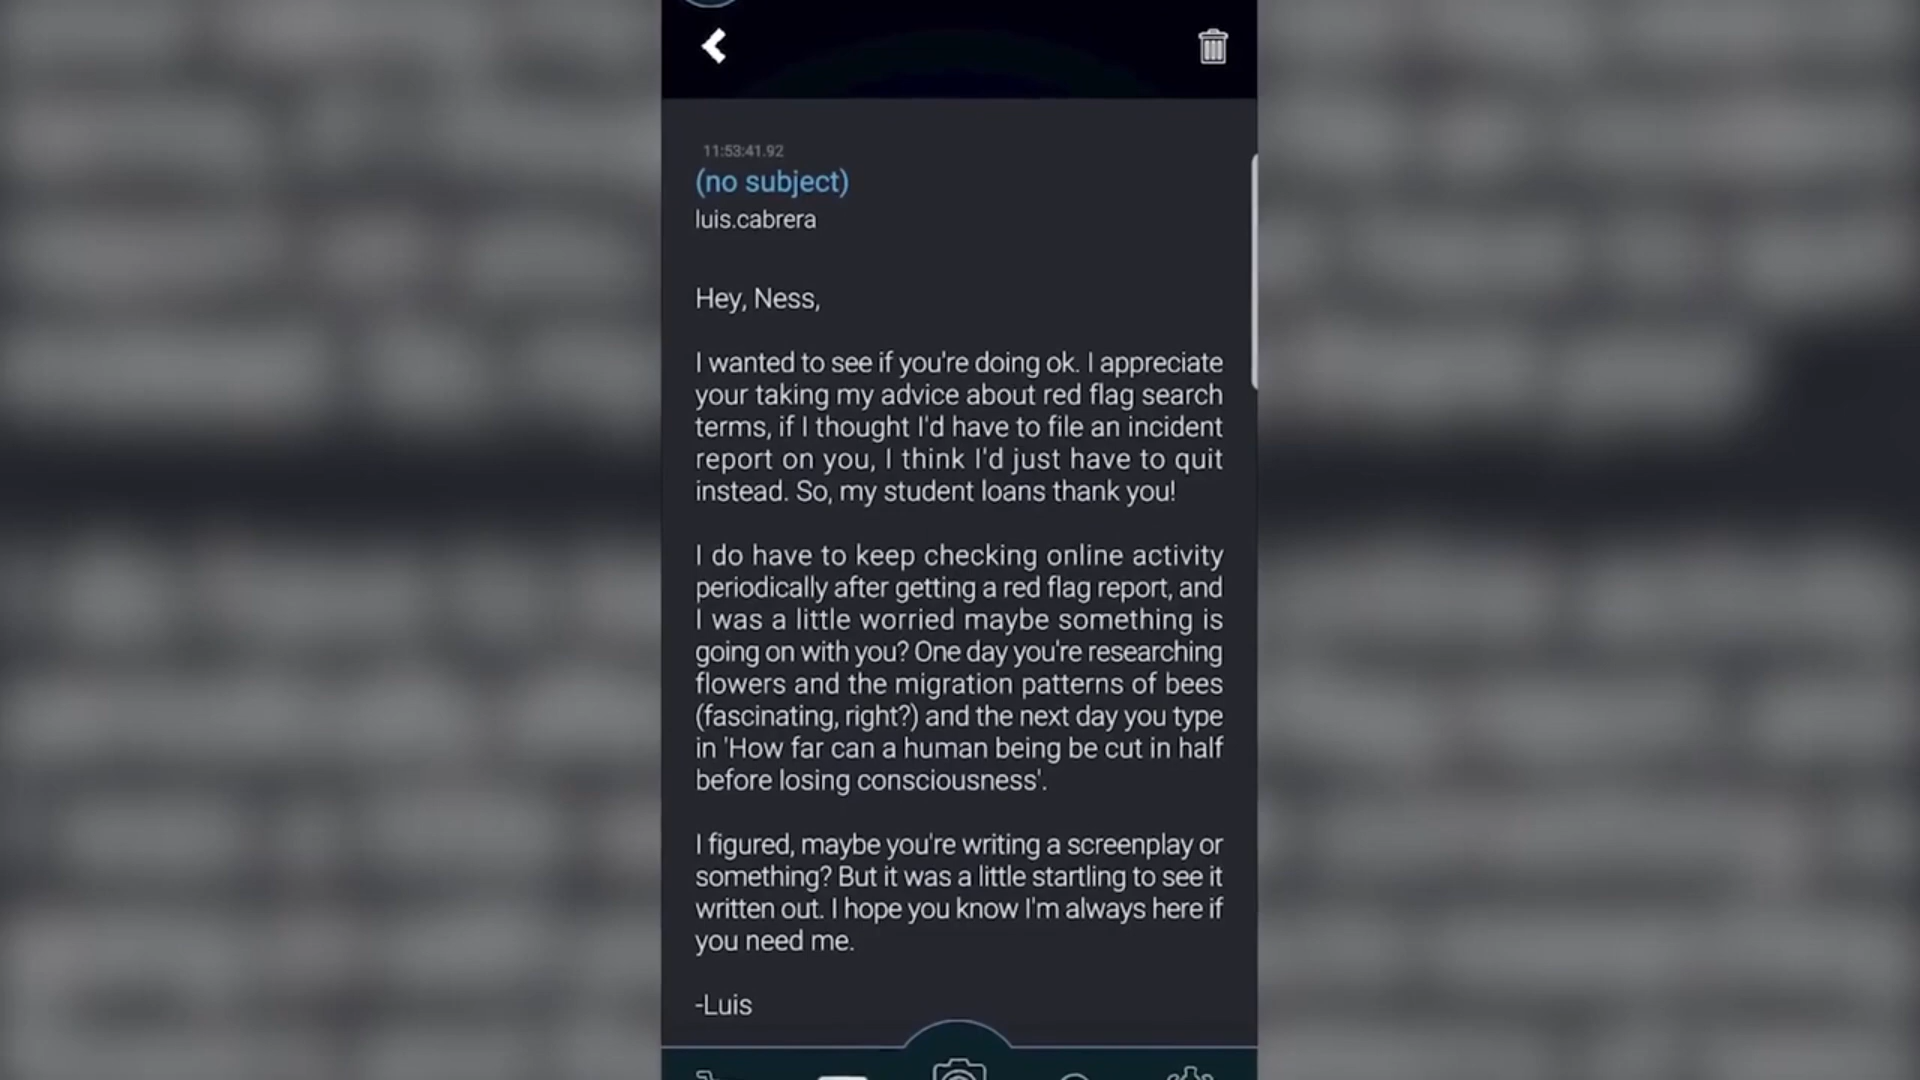 11:53:41.92
(no subject)
luis.cabrera
Hey, Ness,
I wanted to see if you're doing ok. I appreciate
your taking my advice about red flag search
terms, if I thought I'd have to file an incident
report on you, I think I'd just have to quit
instead. So, my student loans thank you!
I do have to keep checking online activity
periodically after getting a red flag report, and
I was a little worried maybe something is
going on with you? One day you're researching
flowers and the migration patterns of bees
(fascinating, right?) and the next day you type
in 'How far can a human being be cut in half
before losing consciousness'.
I figured, maybe you're writing a screenplay or
something? But it was a little startling to see it
written out. I hope you know I'm always here if
you need me.
-Luis